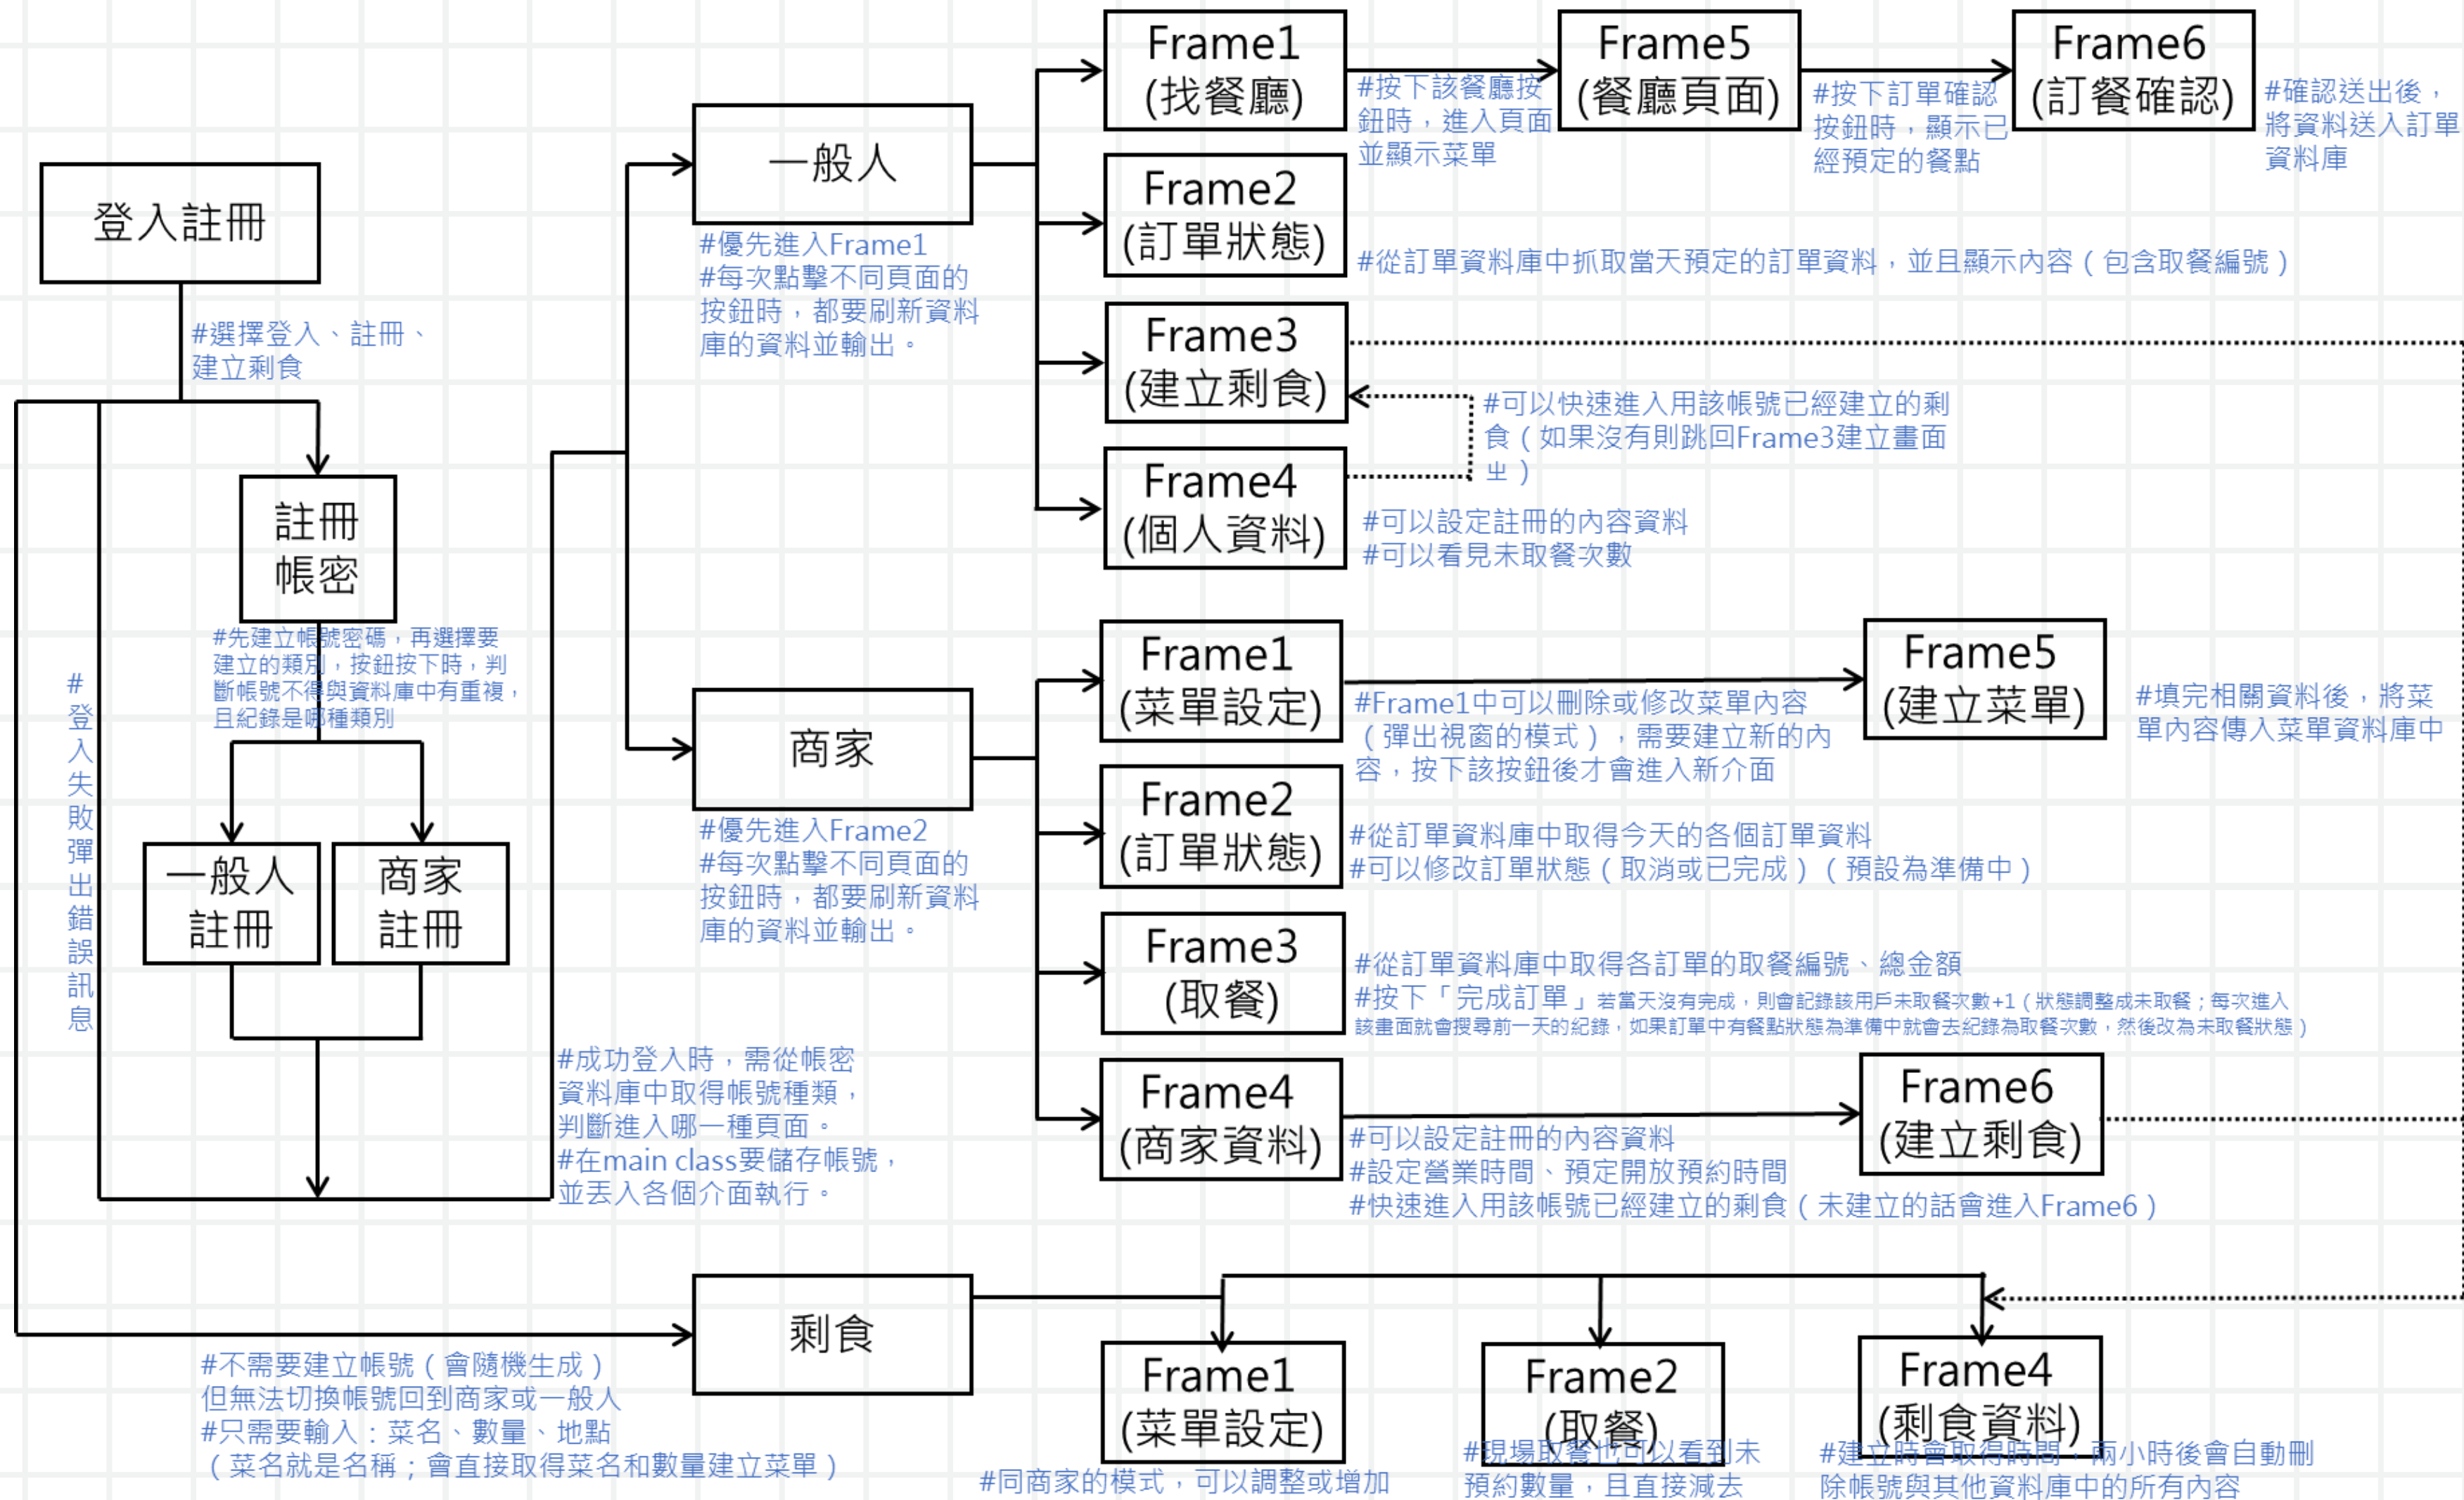 登入註冊
#選擇登入、註冊、
建立剩食
註冊
帳密
#先建立帳號密碼，再選擇要
建立的類別，按鈕按下時，判
斷帳號不得與資料庫中有重複，
且紀錄是哪種類別
#登入失敗彈出錯誤訊息
一般人
註冊
商家
註冊
#成功登入時，需從帳密
資料庫中取得帳號種類，
判斷進入哪一種頁面。
#在main class要儲存帳號，
並丟入各個介面執行。
一般人
#優先進入Frame1
#每次點擊不同頁面的
按鈕時，都要刷新資料
庫的資料並輸出。
Frame1
(找餐廳)
#按下該餐廳按
鈕時，進入頁面
並顯示菜單
Frame5
(餐廳頁面)
#按下訂單確認
按鈕時，顯示已
經預定的餐點
Frame6
(訂餐確認)
#確認送出後，
將資料送入訂單
資料庫
Frame2
(訂單狀態)
#從訂單資料庫中抓取當天預定的訂單資料，並且顯示內容（包含取餐編號）
Frame3
(建立剩食)
#可以快速進入用該帳號已經建立的剩
食（如果沒有則跳回Frame3建立畫面
）
Frame4
(個人資料)
#可以設定註冊的內容資料
#可以看見未取餐次數
商家
#優先進入Frame2
#每次點擊不同頁面的
按鈕時，都要刷新資料
庫的資料並輸出。
Frame1
(菜單設定)
#Frame1中可以刪除或修改菜單內容
（彈出視窗的模式），需要建立新的內
容，按下該按鈕後才會進入新介面
Frame5
(建立菜單)
#填完相關資料後，將菜
單內容傳入菜單資料庫中
Frame2
(訂單狀態)
#從訂單資料庫中取得今天的各個訂單資料
#可以修改訂單狀態（取消或已完成）（預設為準備中）
Frame3
(取餐)
#從訂單資料庫中取得各訂單的取餐編號、總金額
#按下「完成訂單」若當天沒有完成，則會記錄該用戶未取餐次數+1（狀態調整成未取餐；每次進入
該畫面就會搜尋前一天的紀錄，如果訂單中有餐點狀態為準備中就會去紀錄為取餐次數，然後改為未取餐狀態）
Frame4
(商家資料)
#可以設定註冊的內容資料
#設定營業時間、預定開放預約時間
#快速進入用該帳號已經建立的剩食（未建立的話會進入Frame6）
Frame6
(建立剩食)
剩食
#不需要建立帳號（會隨機生成）
但無法切換帳號回到商家或一般人
#只需要輸入：菜名、數量、地點
（菜名就是名稱；會直接取得菜名和數量建立菜單）
Frame1
(菜單設定)
#同商家的模式，可以調整或增加
Frame2
(取餐)
#現場取餐也可以看到未
預約數量，且直接減去
Frame4
(剩食資料)
#建立時會取得時間，兩小時後會自動刪
除帳號與其他資料庫中的所有內容